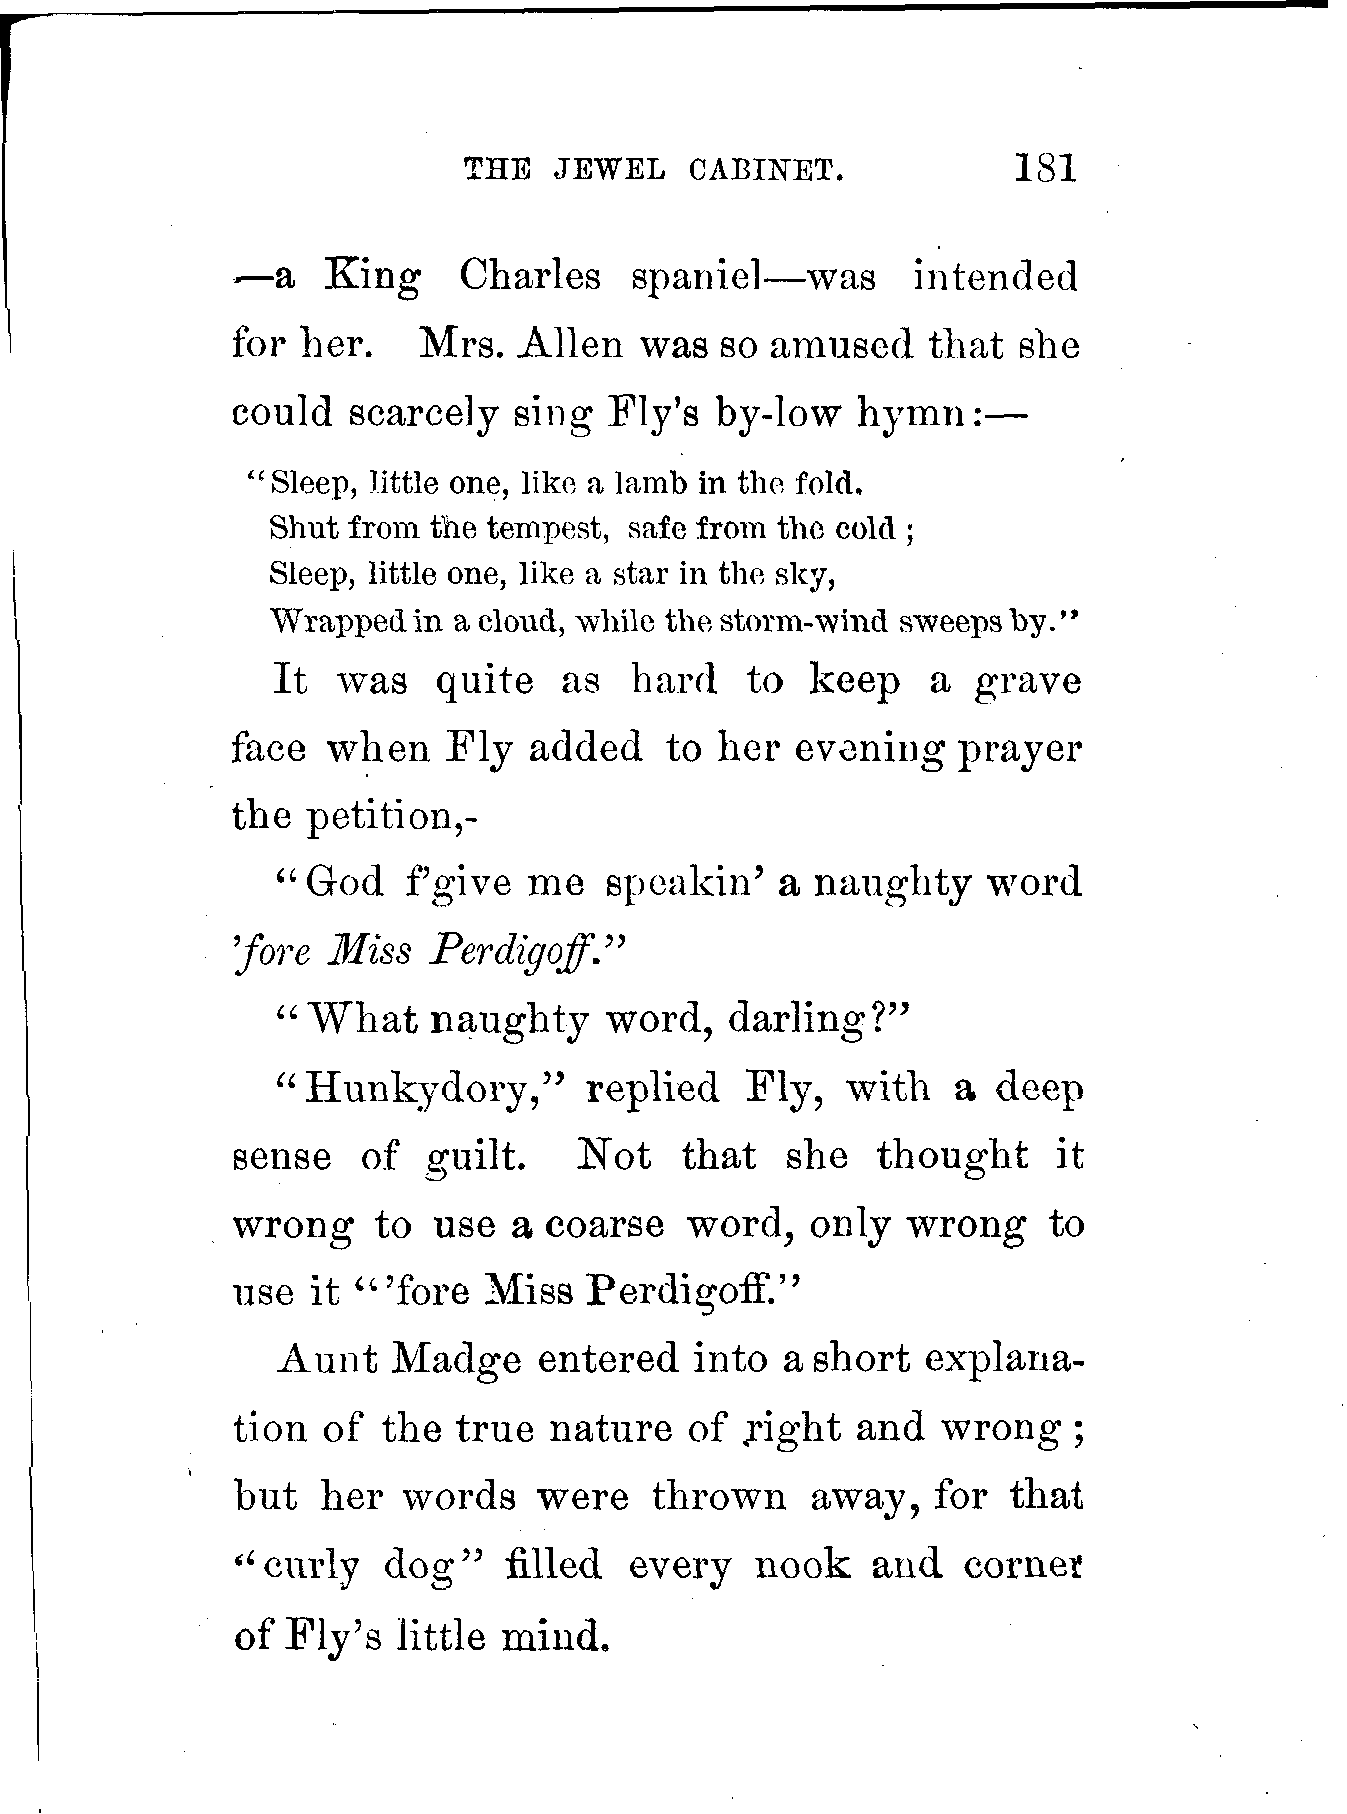 THE JEWEL CABINET. 181
—a King Charles spaniel—was intended
for her. Mrs. Allen was so amused that she
could scarcely sing Fly's by-low hymn:—
"Sleep, little one, like a lamb in the fold.
Shut from the tempest, safe from the cold ;
Sleep, little one, like a star in the sky,
Wrapped in a cloud, while the storm-wind sweeps by."
It was quite as hard to keep a grave
face when Fly added to her evening prayer
the petition,-
"God f'give me speakin' a naughty word
'fore Miss Perdigoff."
"What naughty word, darling?"
"Hunkydory," replied Fly, with a deep
sense of guilt. Not that she thought it
wrong to use a coarse word, only wrong to
use it "'fore Miss Perdigoff."
Aunt Madge entered into a short explana-
tion of the true nature of right and wrong ;
but her words were thrown away, for that
"curly dog" filled every nook and corner
of Fly's little mind.